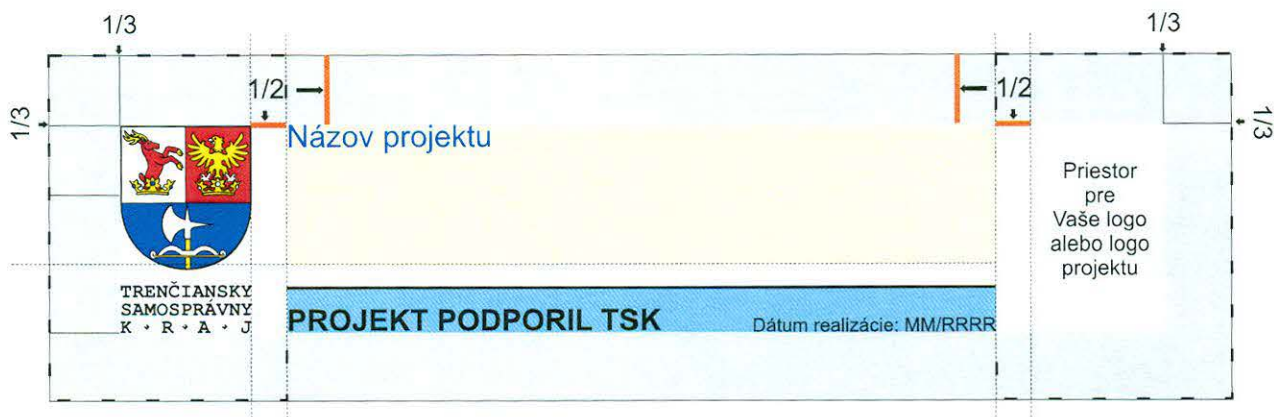 1/3
1/3
1/2
1/2
1/3
1/3
Názov projektu
Priestor
pre
Vaše logo
alebo logo
projektu
TRENČIANSKY
SAMOSPRÁVNY
K · R · A · J
PROJEKT PODPORIL TSK
Dátum realizácie: MM/RRRR